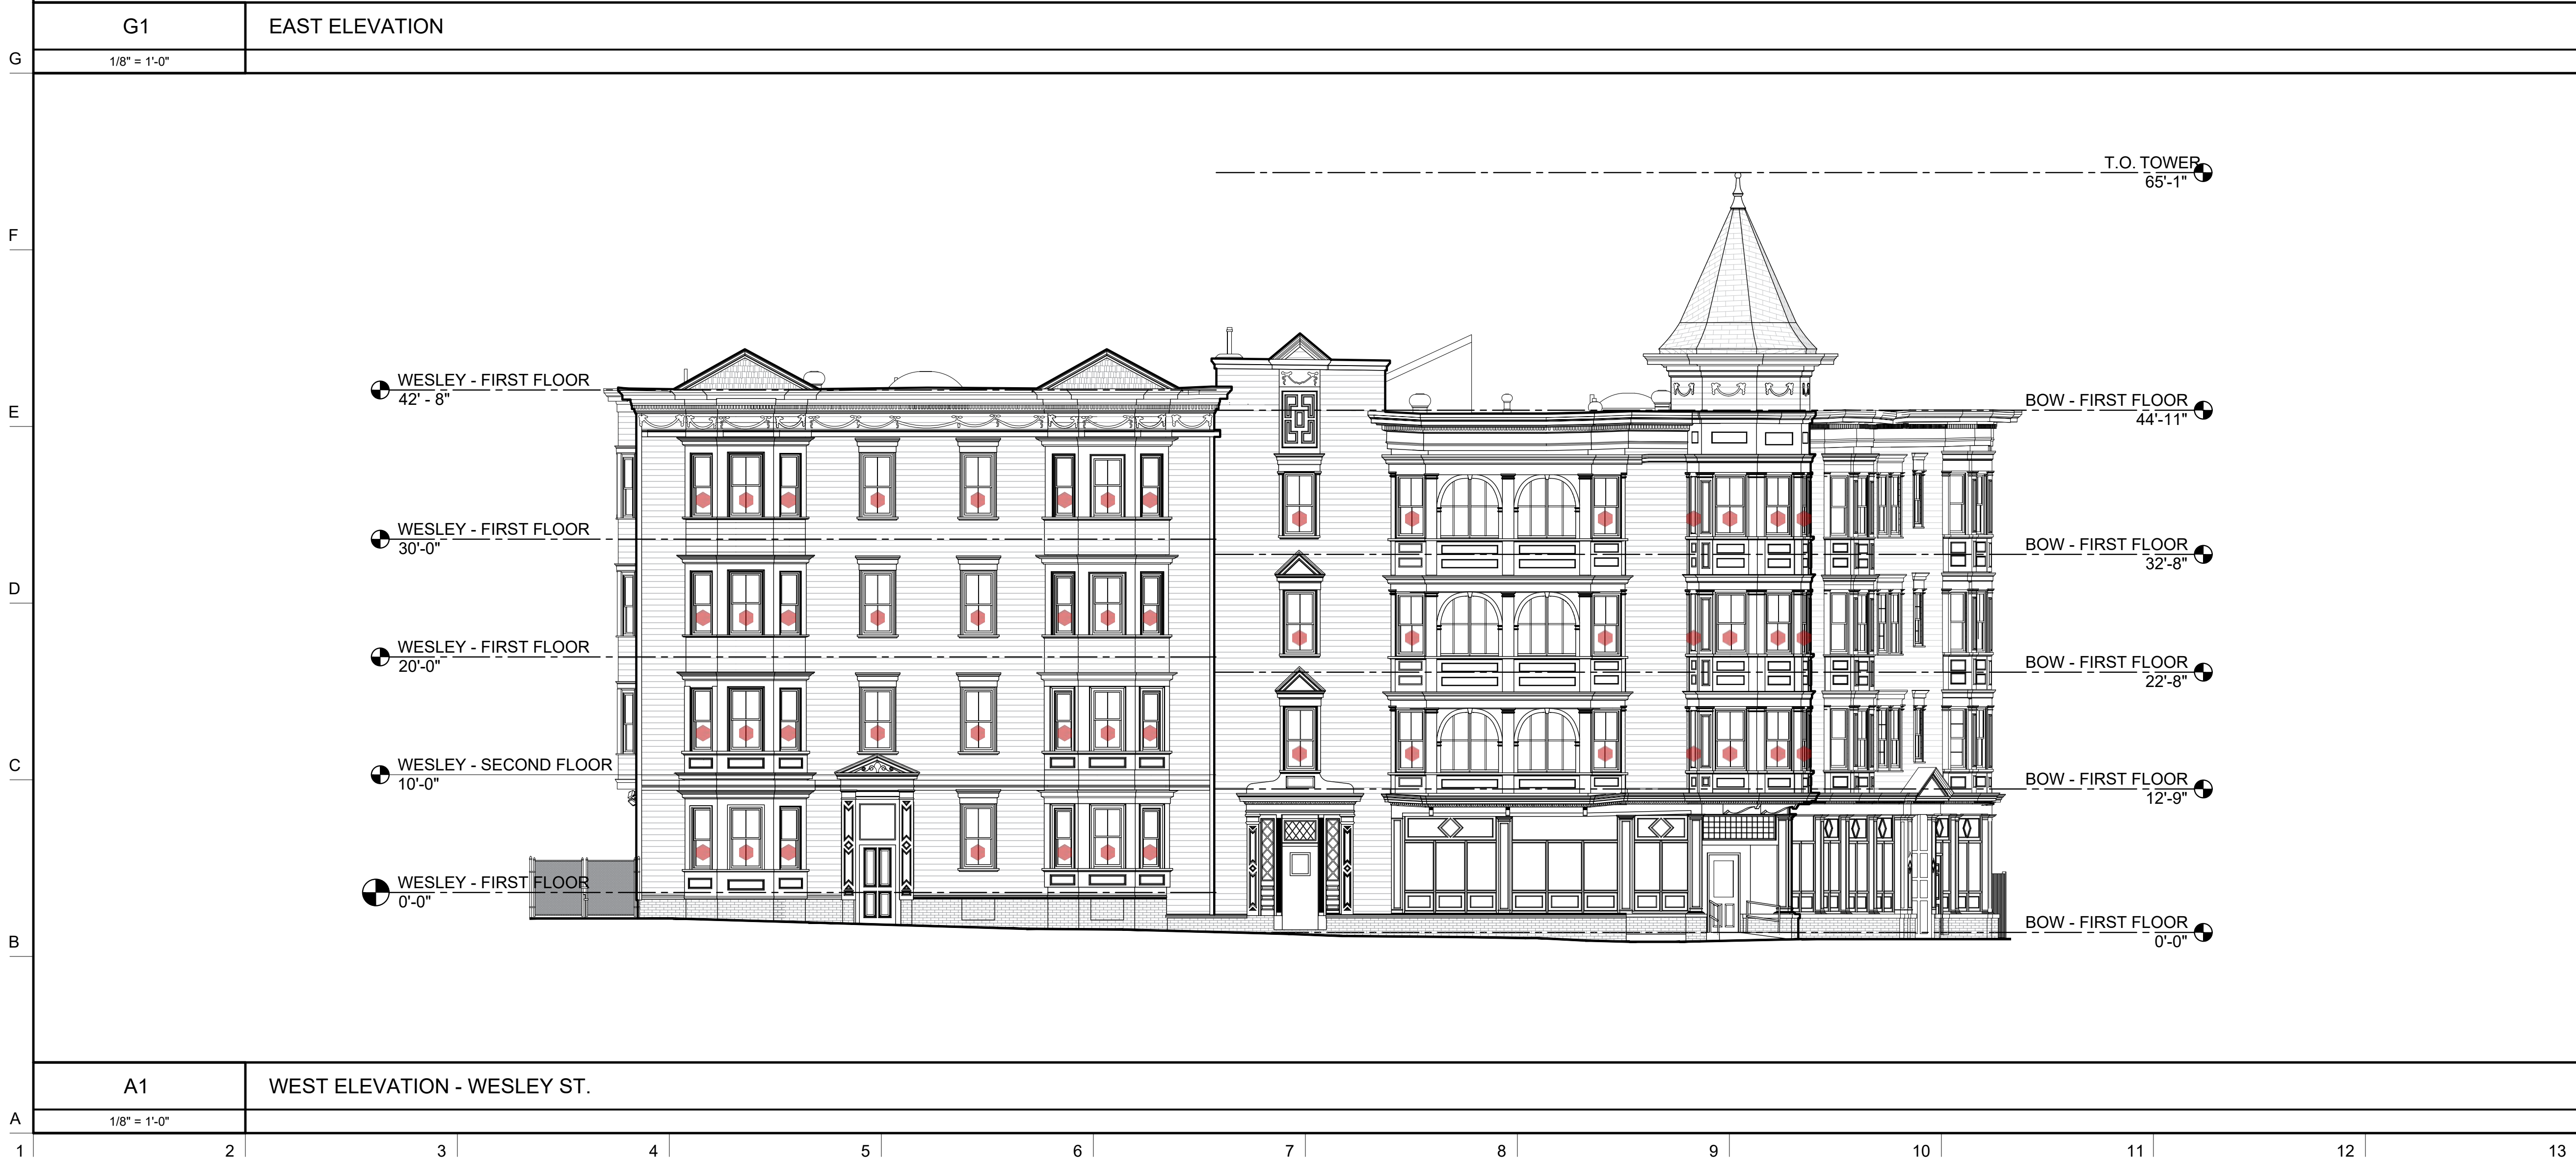 G1
EAST ELEVATION
G
1/8" = 1'-0"
T.O. TOWER
65'-1"
F
WESLEY - FIRST FLOOR
42' - 8"
E
BOW - FIRST FLOOR
44'-11"
WESLEY - FIRST FLOOR
30'-0"
BOW - FIRST FLOOR
32'-8"
D
WESLEY - FIRST FLOOR
20'-0"
BOW - FIRST FLOOR
22'-8"
C
WESLEY - SECOND FLOOR
10'-0"
BOW - FIRST FLOOR
12'-9"
WESLEY - FIRST FLOOR
0'-0"
B
BOW - FIRST FLOOR
0'-0"
A1
WEST ELEVATION - WESLEY ST.
A
1/8" = 1'-0"
1 2 3 4 5 6 7 8 9 10 11 12 13